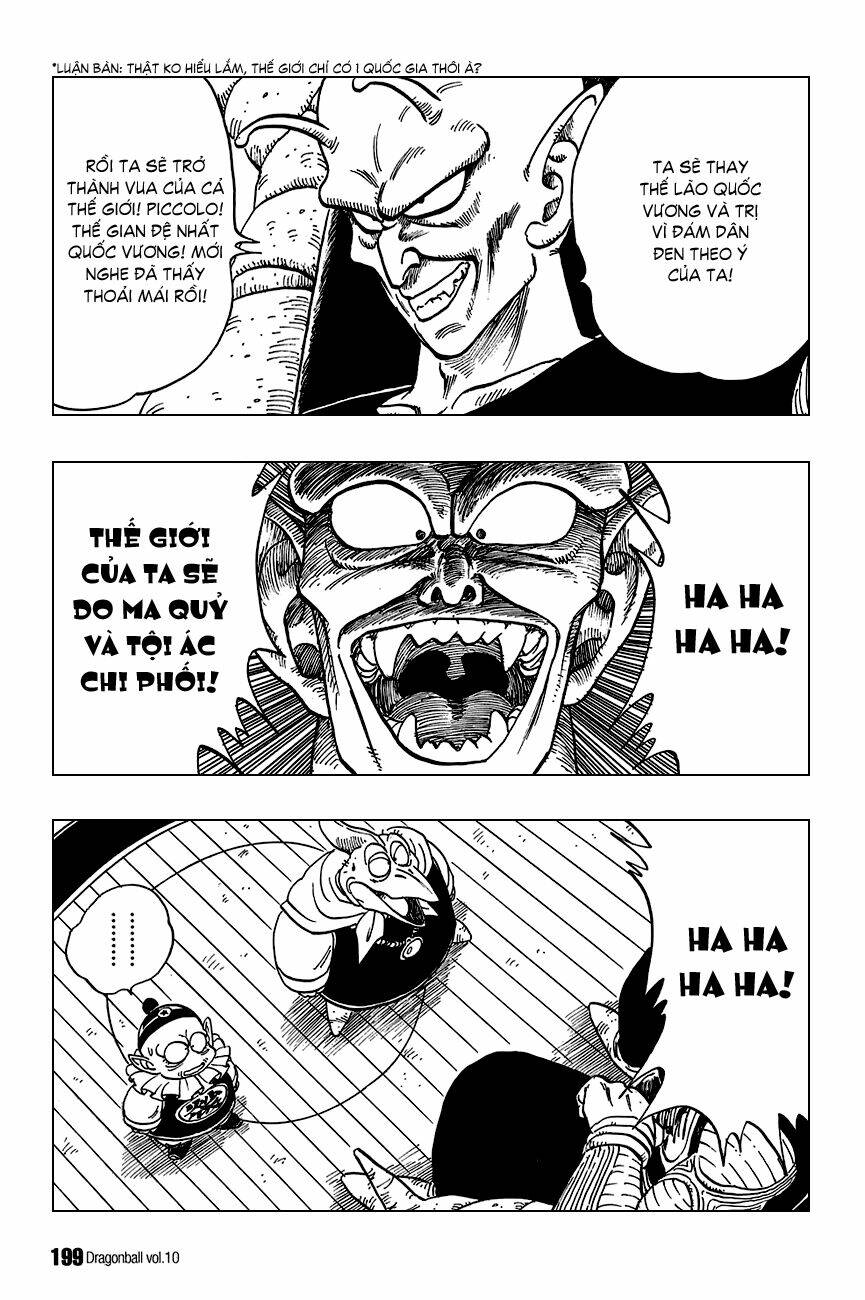 *LUẬN BÀN: THẬT KO HIỂU LẮM, THẾ GIỚI CHỈ CÓ 1 QUỐC GIA THÔI À?
TA SẼ THAY
THẾ LÀO QUỐC
VƯƠNG VÀ TRỊ
VÌ ĐÁM DÂN
ĐEN THEO Ý
CỦA TA!
RỒI TA SẼ TRỞ
THÀNH VUA CỦA CẢ
THẾ GIỚI! PICCOLO!
THẾ GIAN ĐỆ NHẤT
QUỐC VƯƠNG! MỚI
NGHE ĐÃ THẤY
THOẢI MÁI RỒI!
HA HA
HA HA!
THẾ GIỚI
CỦA TA SẼ
DO MA QUỶ
VÀ TỘI ÁC
CHI PHỐI!
HA HA
HA HA!
199 Dragonball vol.10